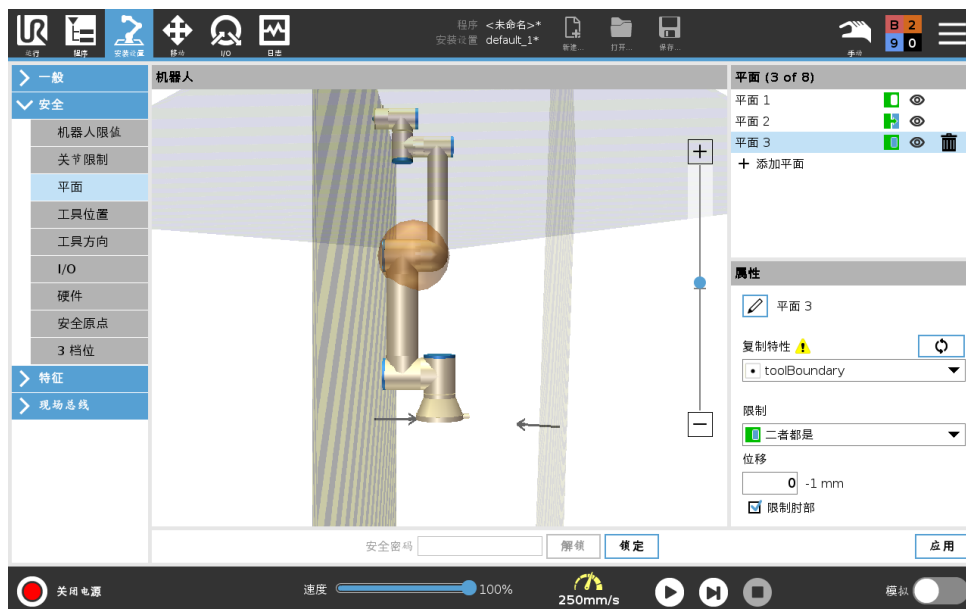 程序 <未命名>*
安装设置 default_1*
运行
程序
安装设置
移动
I/O
日志
新建...
打开...
保存...
手动
B 2
9 0
一般
安全
机器人限值
关节限制
平面
工具位置
工具方向
I/O
硬件
安全原点
3 档位
特征
现场总线
机器人
平面 (3 of 8)
平面 1
平面 2
平面 3
+ 添加平面
属性
平面 3
复制特性
toolBoundary
限制
二者都是
位移
0 -1 mm
限制肘部
安全密码
解锁
锁定
应用
关闭电源
速度
100%
250mm/s
模拟